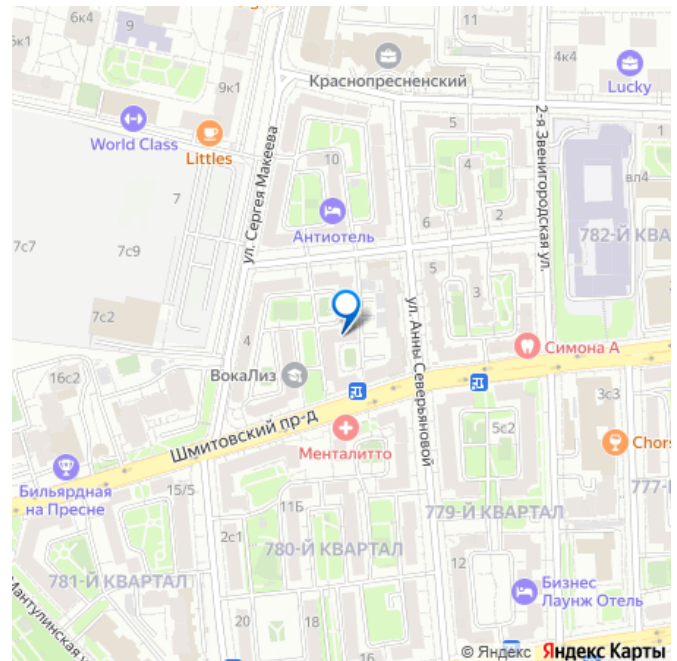 6к4
9
6к1
9к1
Краснопресненский
4к4
Lucky
World Class
Littles
ул. Сергея Макеева
2-я Звенигородская ул.
5
1
10
4
вл4
7
Антиотель
6
2
782-Й КВА
7с7
7с9
5
3
7с2
ул. Анны Северьяновой
4
Симона А
16с2
ВокаЛиз
3с3
Шмитовский пр-д
5с2
Менталитто
Chors
Бильярдная
на Пресне
15/5
11Б
777-
779-Й КВАРТАЛ
2с1
780-Й КВАРТАЛ
12
781-Й КВАРТАЛ
Бизнес
Лаунж Отель
Мантулинская
20
22
24
© Яндекс Яндекс Карты